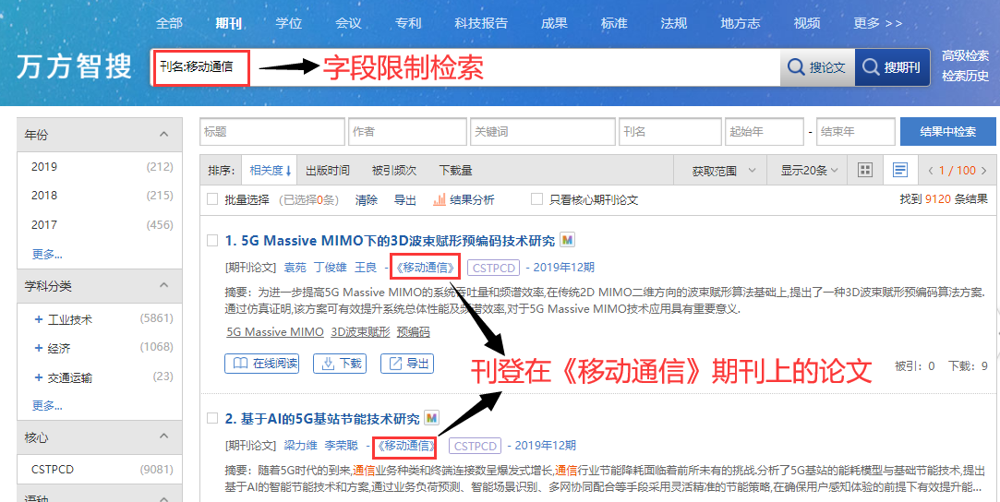 全部 期刊 学位 会议 专利 科技报告 成果 标准 法规 地方志 视频 更多 >>
万方智搜 刊名:移动通信 字段限制检索 搜论文 搜期刊 高级检索
检索历史
年份 标题 作者 关键词 刊名 起始年 - 结束年 结果中检索
2019 (212)
2018 (215)
2017 (456)
更多...
学科分类
+ 工业技术 (5861)
+ 经济 (1068)
+ 交通运输 (23)
更多...
核心
CSTPCD (9081)
语种
排序: 相关度 出版时间 被引频次 下载量 获取范围 显示20条 < 1 / 100 >
批量选择 (已选择0条) 清除 导出 结果分析 只看核心期刊论文 找到 9120 条结果
1. 5G Massive MIMO下的3D波束赋形预编码技术研究 M
[期刊论文] 袁苑 丁俊雄 王良 - 《移动通信》 CSTPCD - 2019年12期
摘要：为进一步提高5G Massive MIMO的系统吞吐量和频谱效率,在传统2D MIMO二维方向的波束赋形算法基础上,提出了一种3D波束赋形预编码算法方案.
通过仿真证明,该方案可有效提升系统总体性能及频谱效率,对于5G Massive MIMO技术应用具有重要意义.
5G Massive MIMO 3D波束赋形 预编码
在线阅读 下载 导出 刊登在《移动通信》期刊上的论文 被引：0 下载：9
2. 基于AI的5G基站节能技术研究 M
[期刊论文] 梁力维 李荣聪 - 《移动通信》 CSTPCD - 2019年12期
摘要：随着5G时代的到来,通信业务种类和终端连接数呈爆发式增长,通信行业节能降耗面临着前所未有的挑战.分析了5G基站的能耗模型与基础节能技术,提出
基于AI的智能节能技术和方案,通过业务负荷预测、智能场景识别、多网协同配合等手段采用灵活精准的节能策略,在确保用户感知体验的前提下有效提升能...